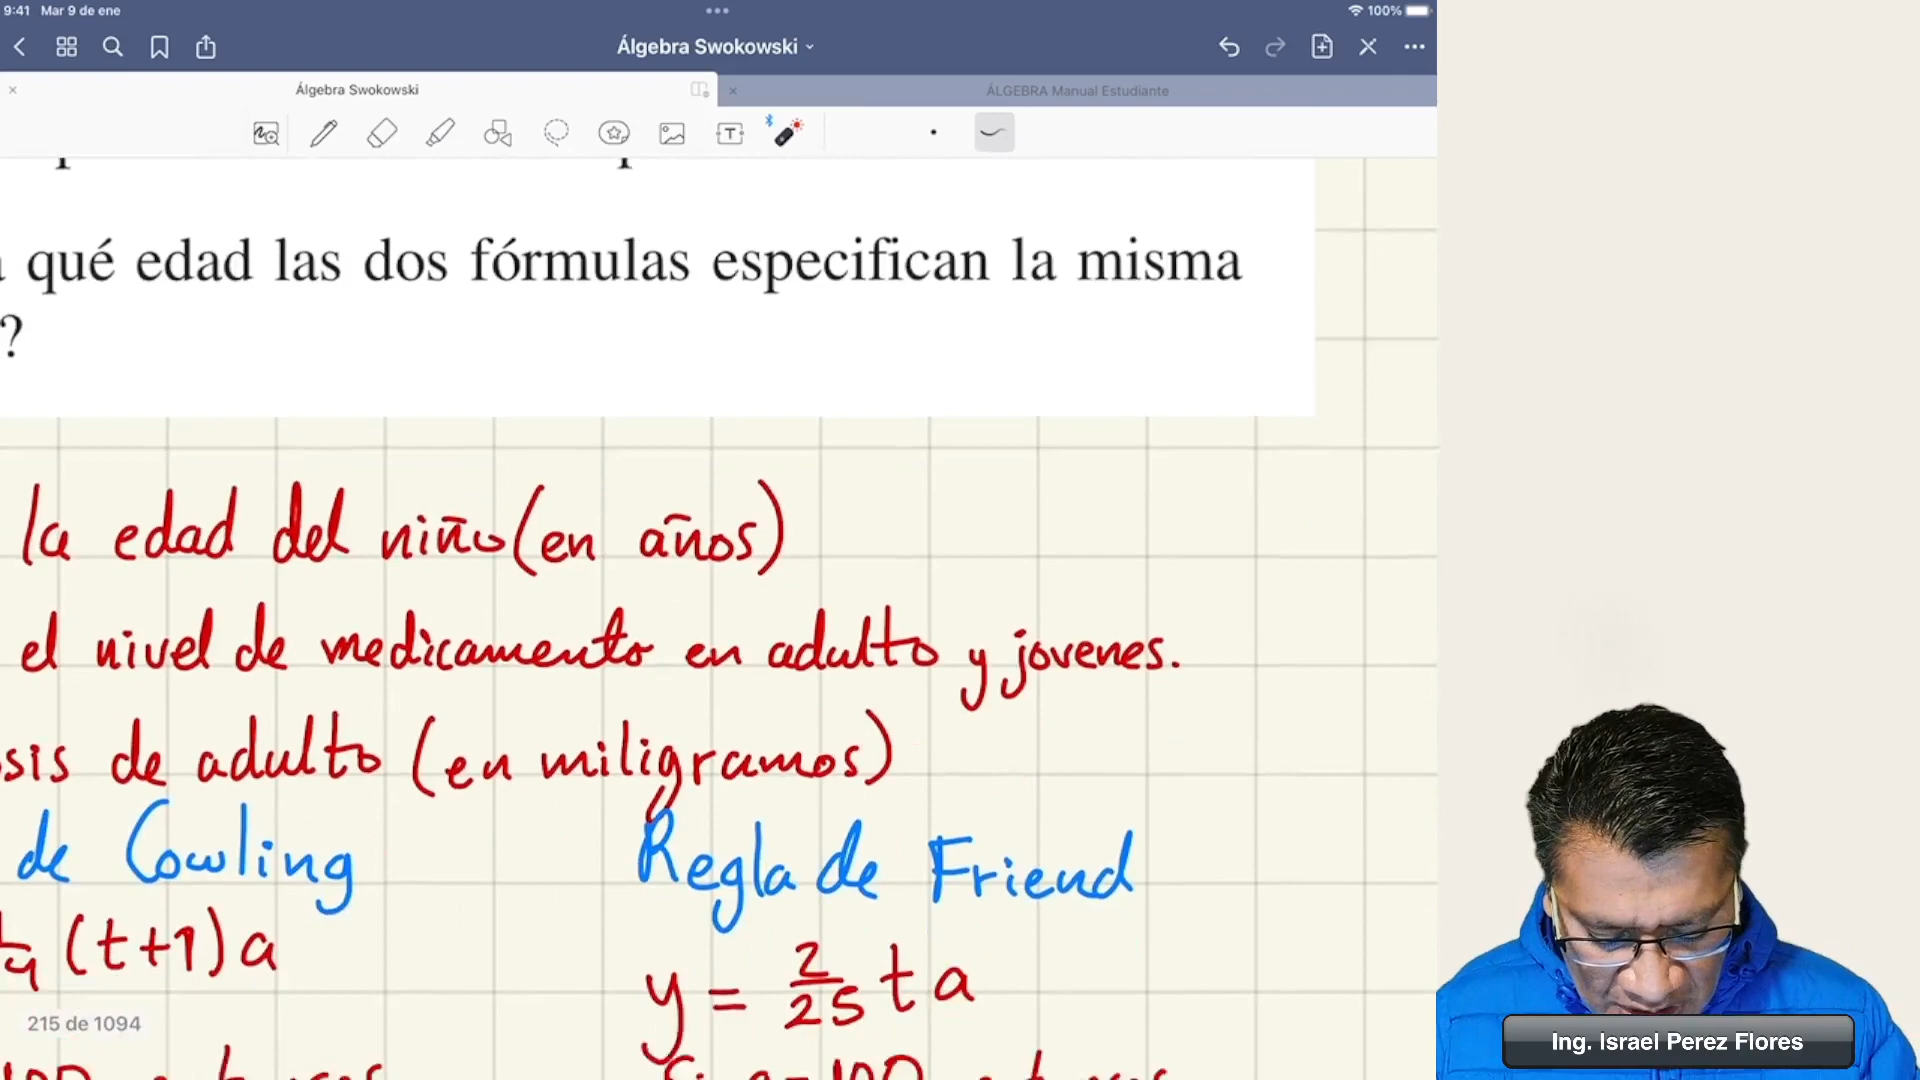 9:41 Mar 9 de ene
100%
Álgebra Swokowski
Álgebra Swokowski
ÁLGEBRA Manual Estudiante
qué edad las dos fórmulas especifican la misma
?
la edad del niño (en años)
el nivel de medicamento en adulto y jovenes.
sis de adulto (en miligramos)
de Cowling
Regla de Friend
(t+1)a
y = 2/25 t a
215 de 1094
Ing. Israel Perez Flores